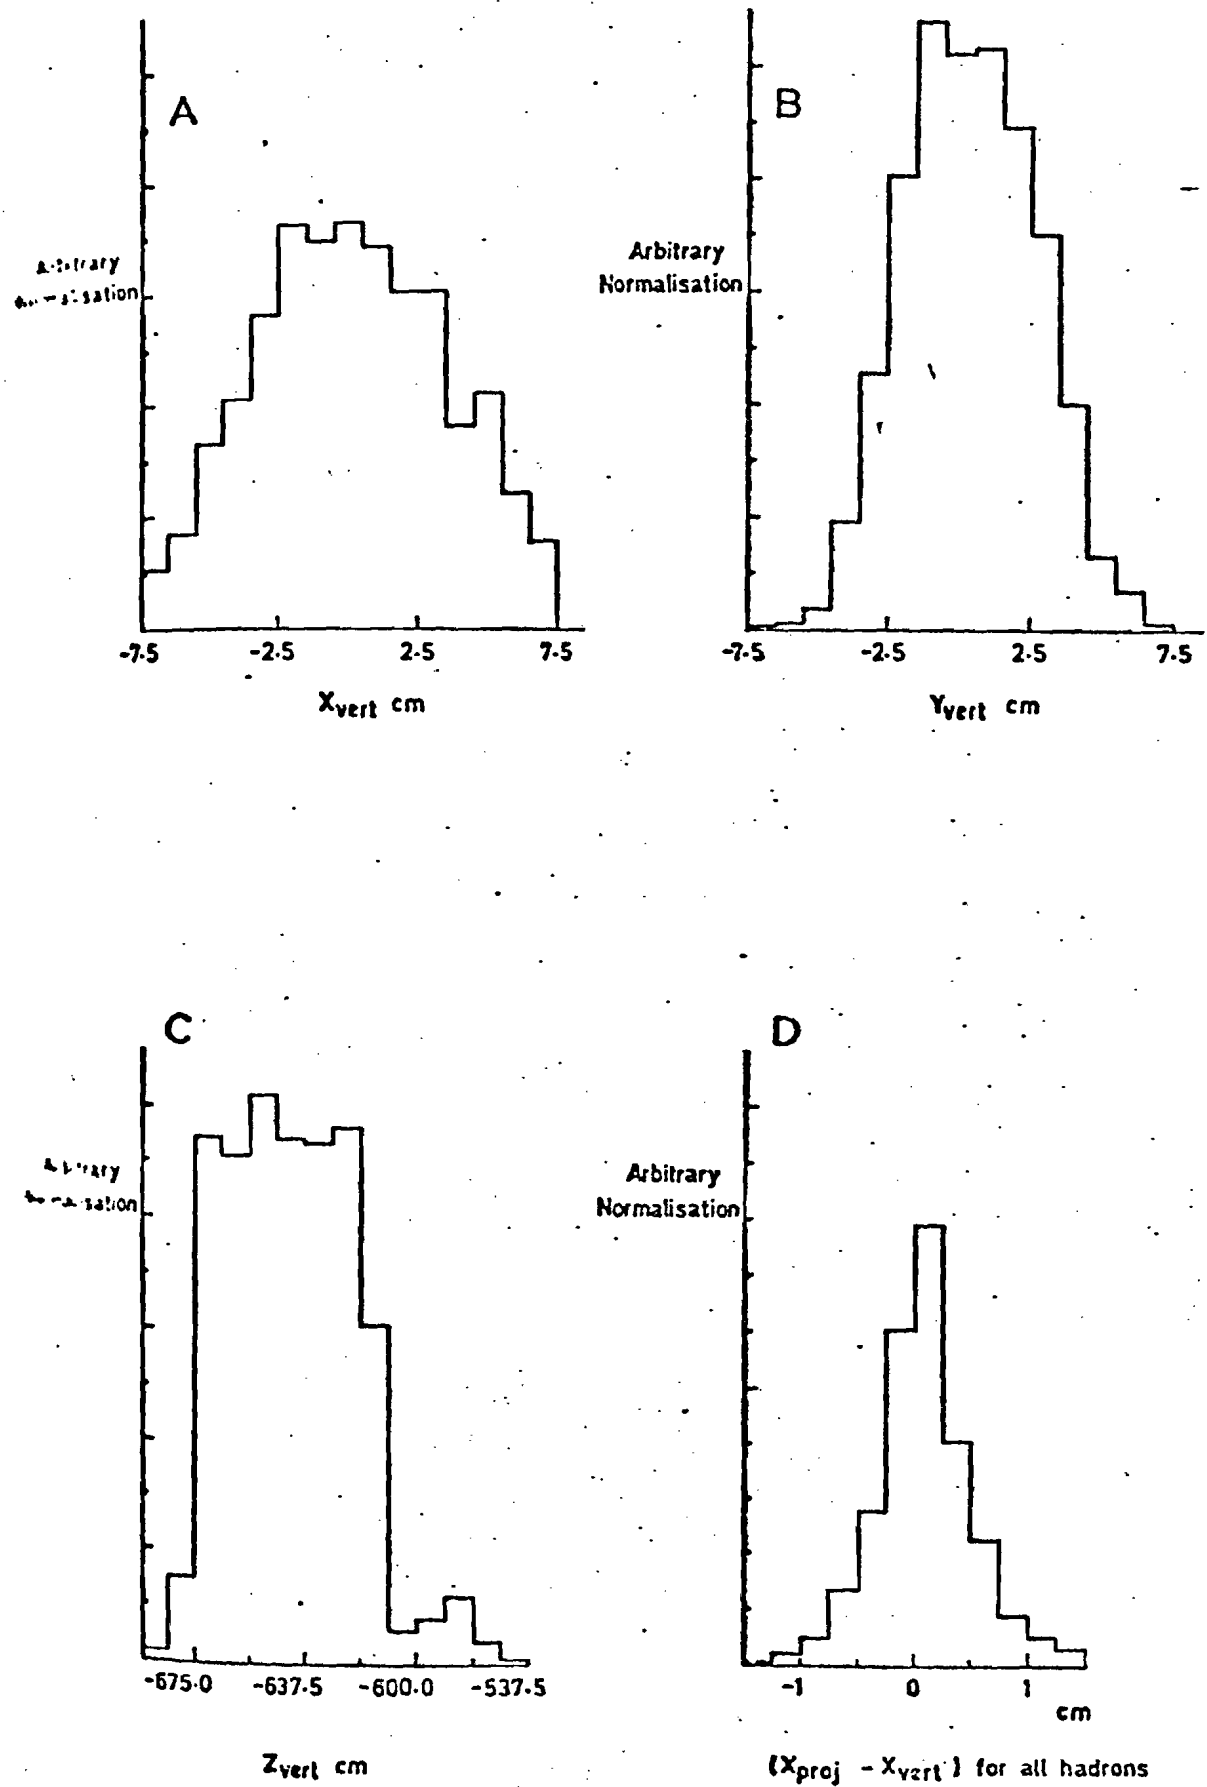 A
B
Arbitrary
Arbitrary
Normalisation
-7.5 -2.5 2.5 7.5
-7.5 -2.5 2.5 7.5
Xvert cm
Yvert cm
C
D
Arbitrary
Normalisation
-675.0 -637.5 -600.0 -537.5
-1 0 1
cm
Zvert cm
(Xproj - Xvert) for all hadrons